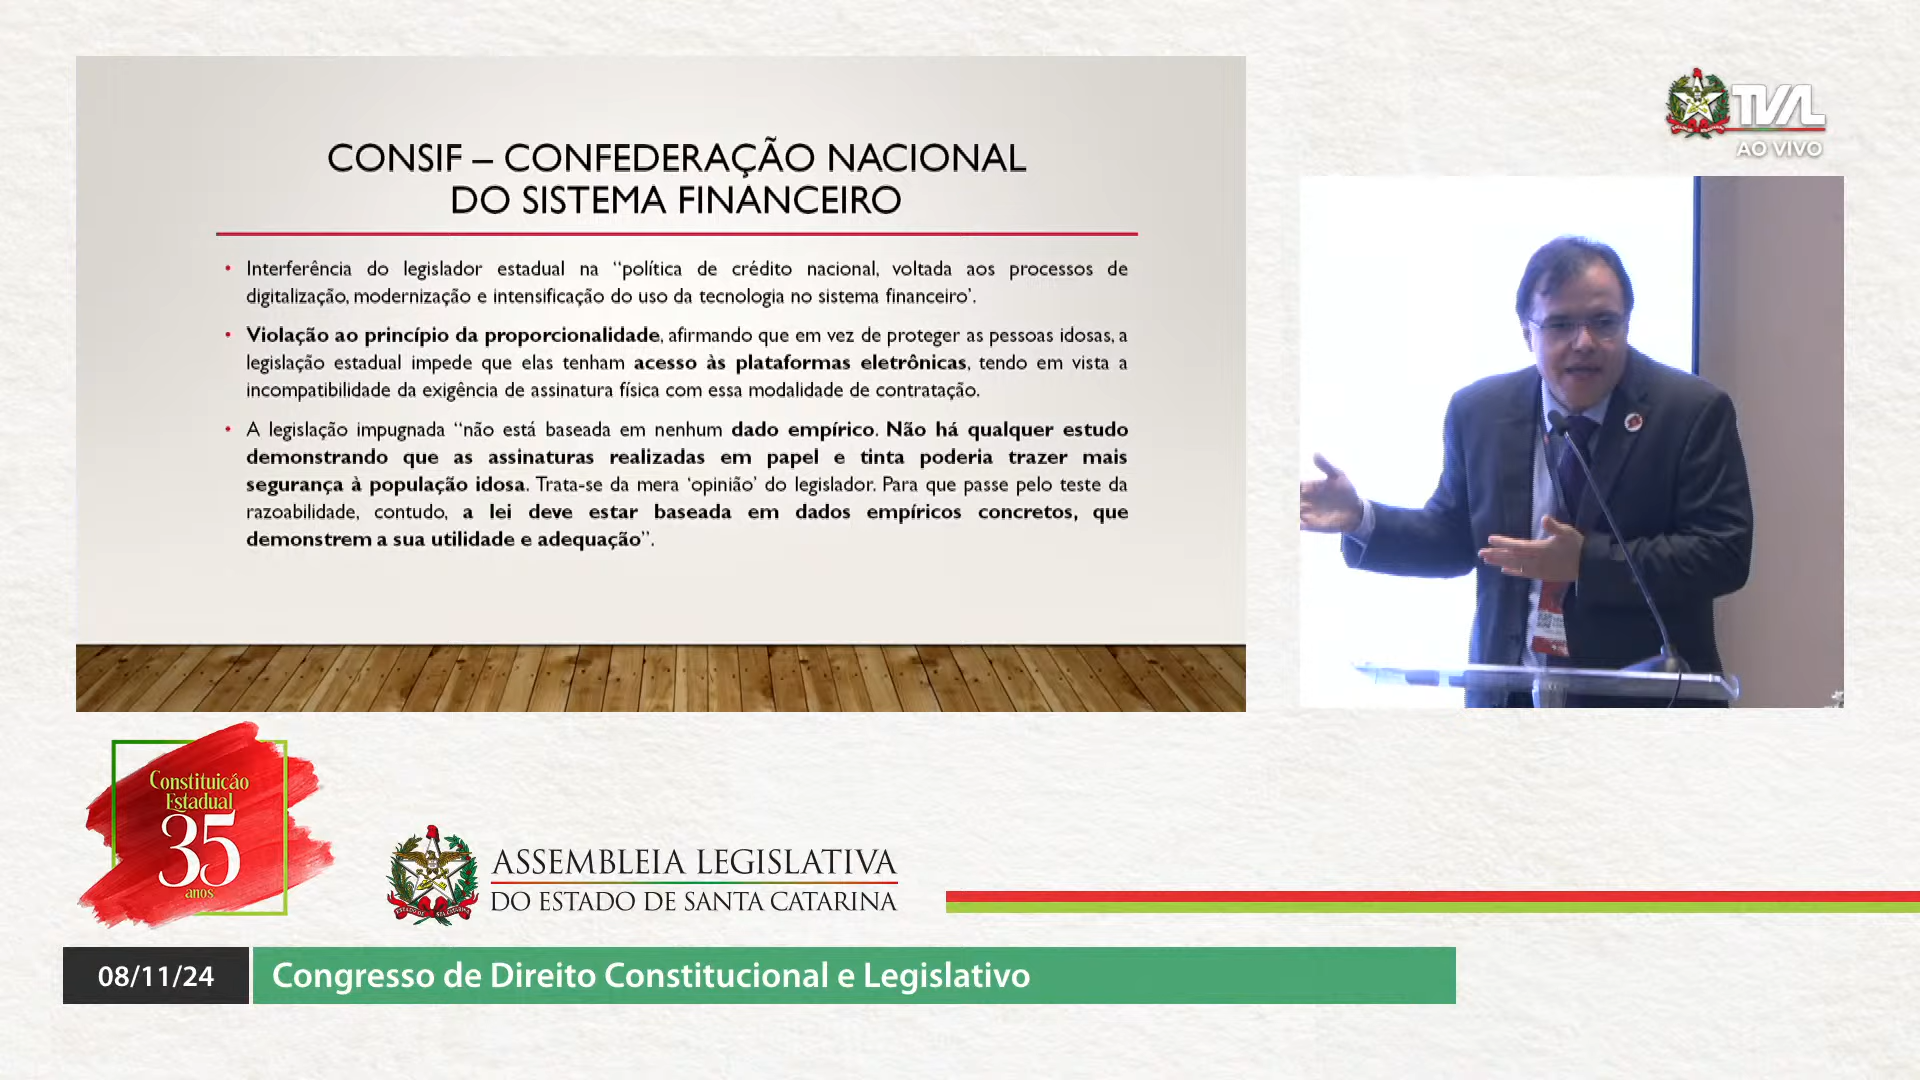 CONSIF – CONFEDERAÇÃO NACIONAL
DO SISTEMA FINANCEIRO
• Interferência do legislador estadual na “política de crédito nacional, voltada aos processos de
digitalização, modernização e intensificação do uso da tecnologia no sistema financeiro’.
• Violação ao princípio da proporcionalidade, afirmando que em vez de proteger as pessoas idosas, a
legislação estadual impede que elas tenham acesso às plataformas eletrônicas, tendo em vista a
incompatibilidade da exigência de assinatura física com essa modalidade de contratação.
• A legislação impugnada “não está baseada em nenhum dado empírico. Não há qualquer estudo
demonstrando que as assinaturas realizadas em papel e tinta poderia trazer mais
segurança à população idosa. Trata-se da mera ‘opinião’ do legislador. Para que passe pelo teste da
razoabilidade, contudo, a lei deve estar baseada em dados empíricos concretos, que
demonstrem a sua utilidade e adequação”.
TVAL
AO VIVO
Constituição
Estadual
35
anos
ASSEMBLEIA LEGISLATIVA
DO ESTADO DE SANTA CATARINA
08/11/24
Congresso de Direito Constitucional e Legislativo